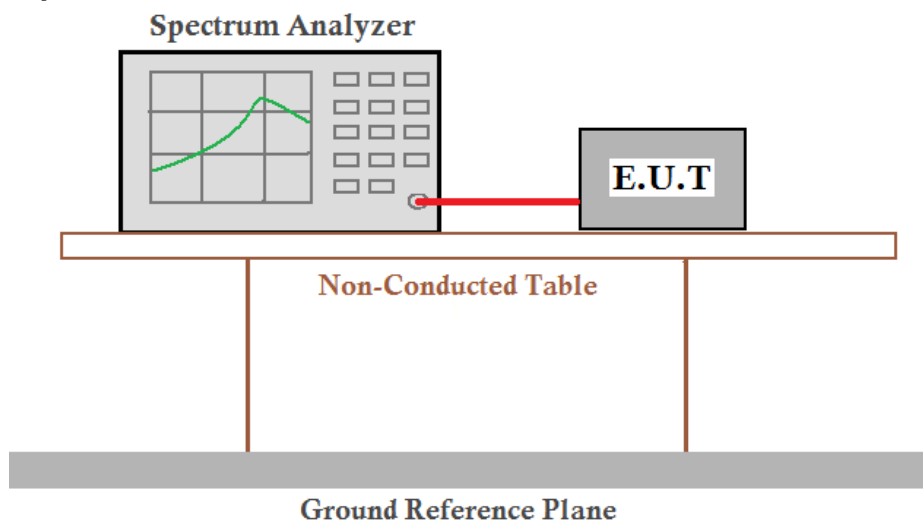 Spectrum Analyzer
E.U.T
Non-Conducted Table
Ground Reference Plane